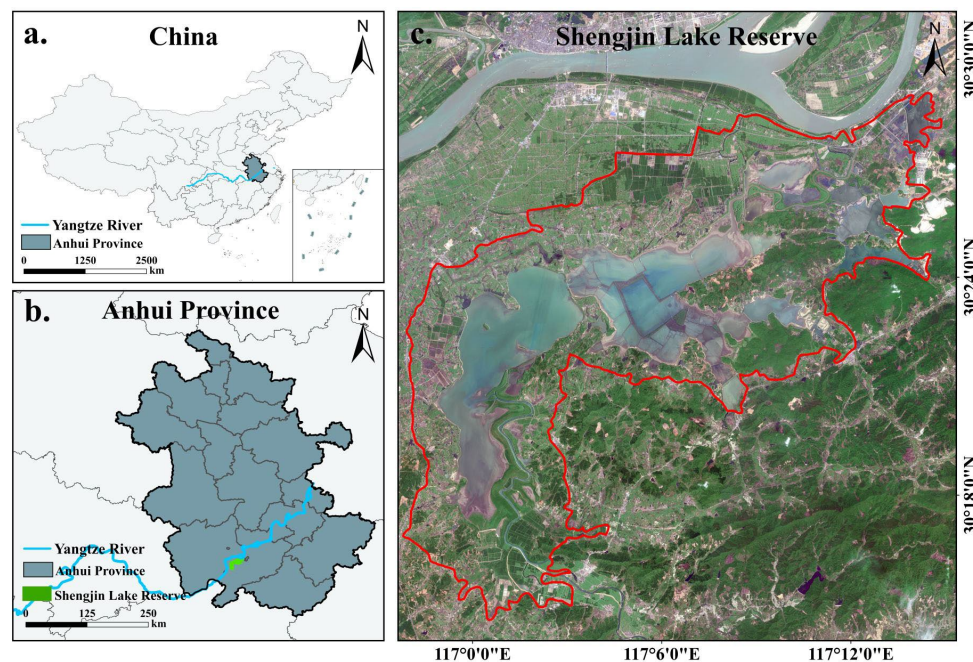 a.
China
N
Yangtze River
Anhui Province
0 1250 2500
km
b.
Anhui Province
N
Yangtze River
Anhui Province
Shengjin Lake Reserve
0 125 250
km
c.
Shengjin Lake Reserve
N
30°30'0"N
30°24'0"N
30°18'0"N
117°0'0"E
117°6'0"E
117°12'0"E